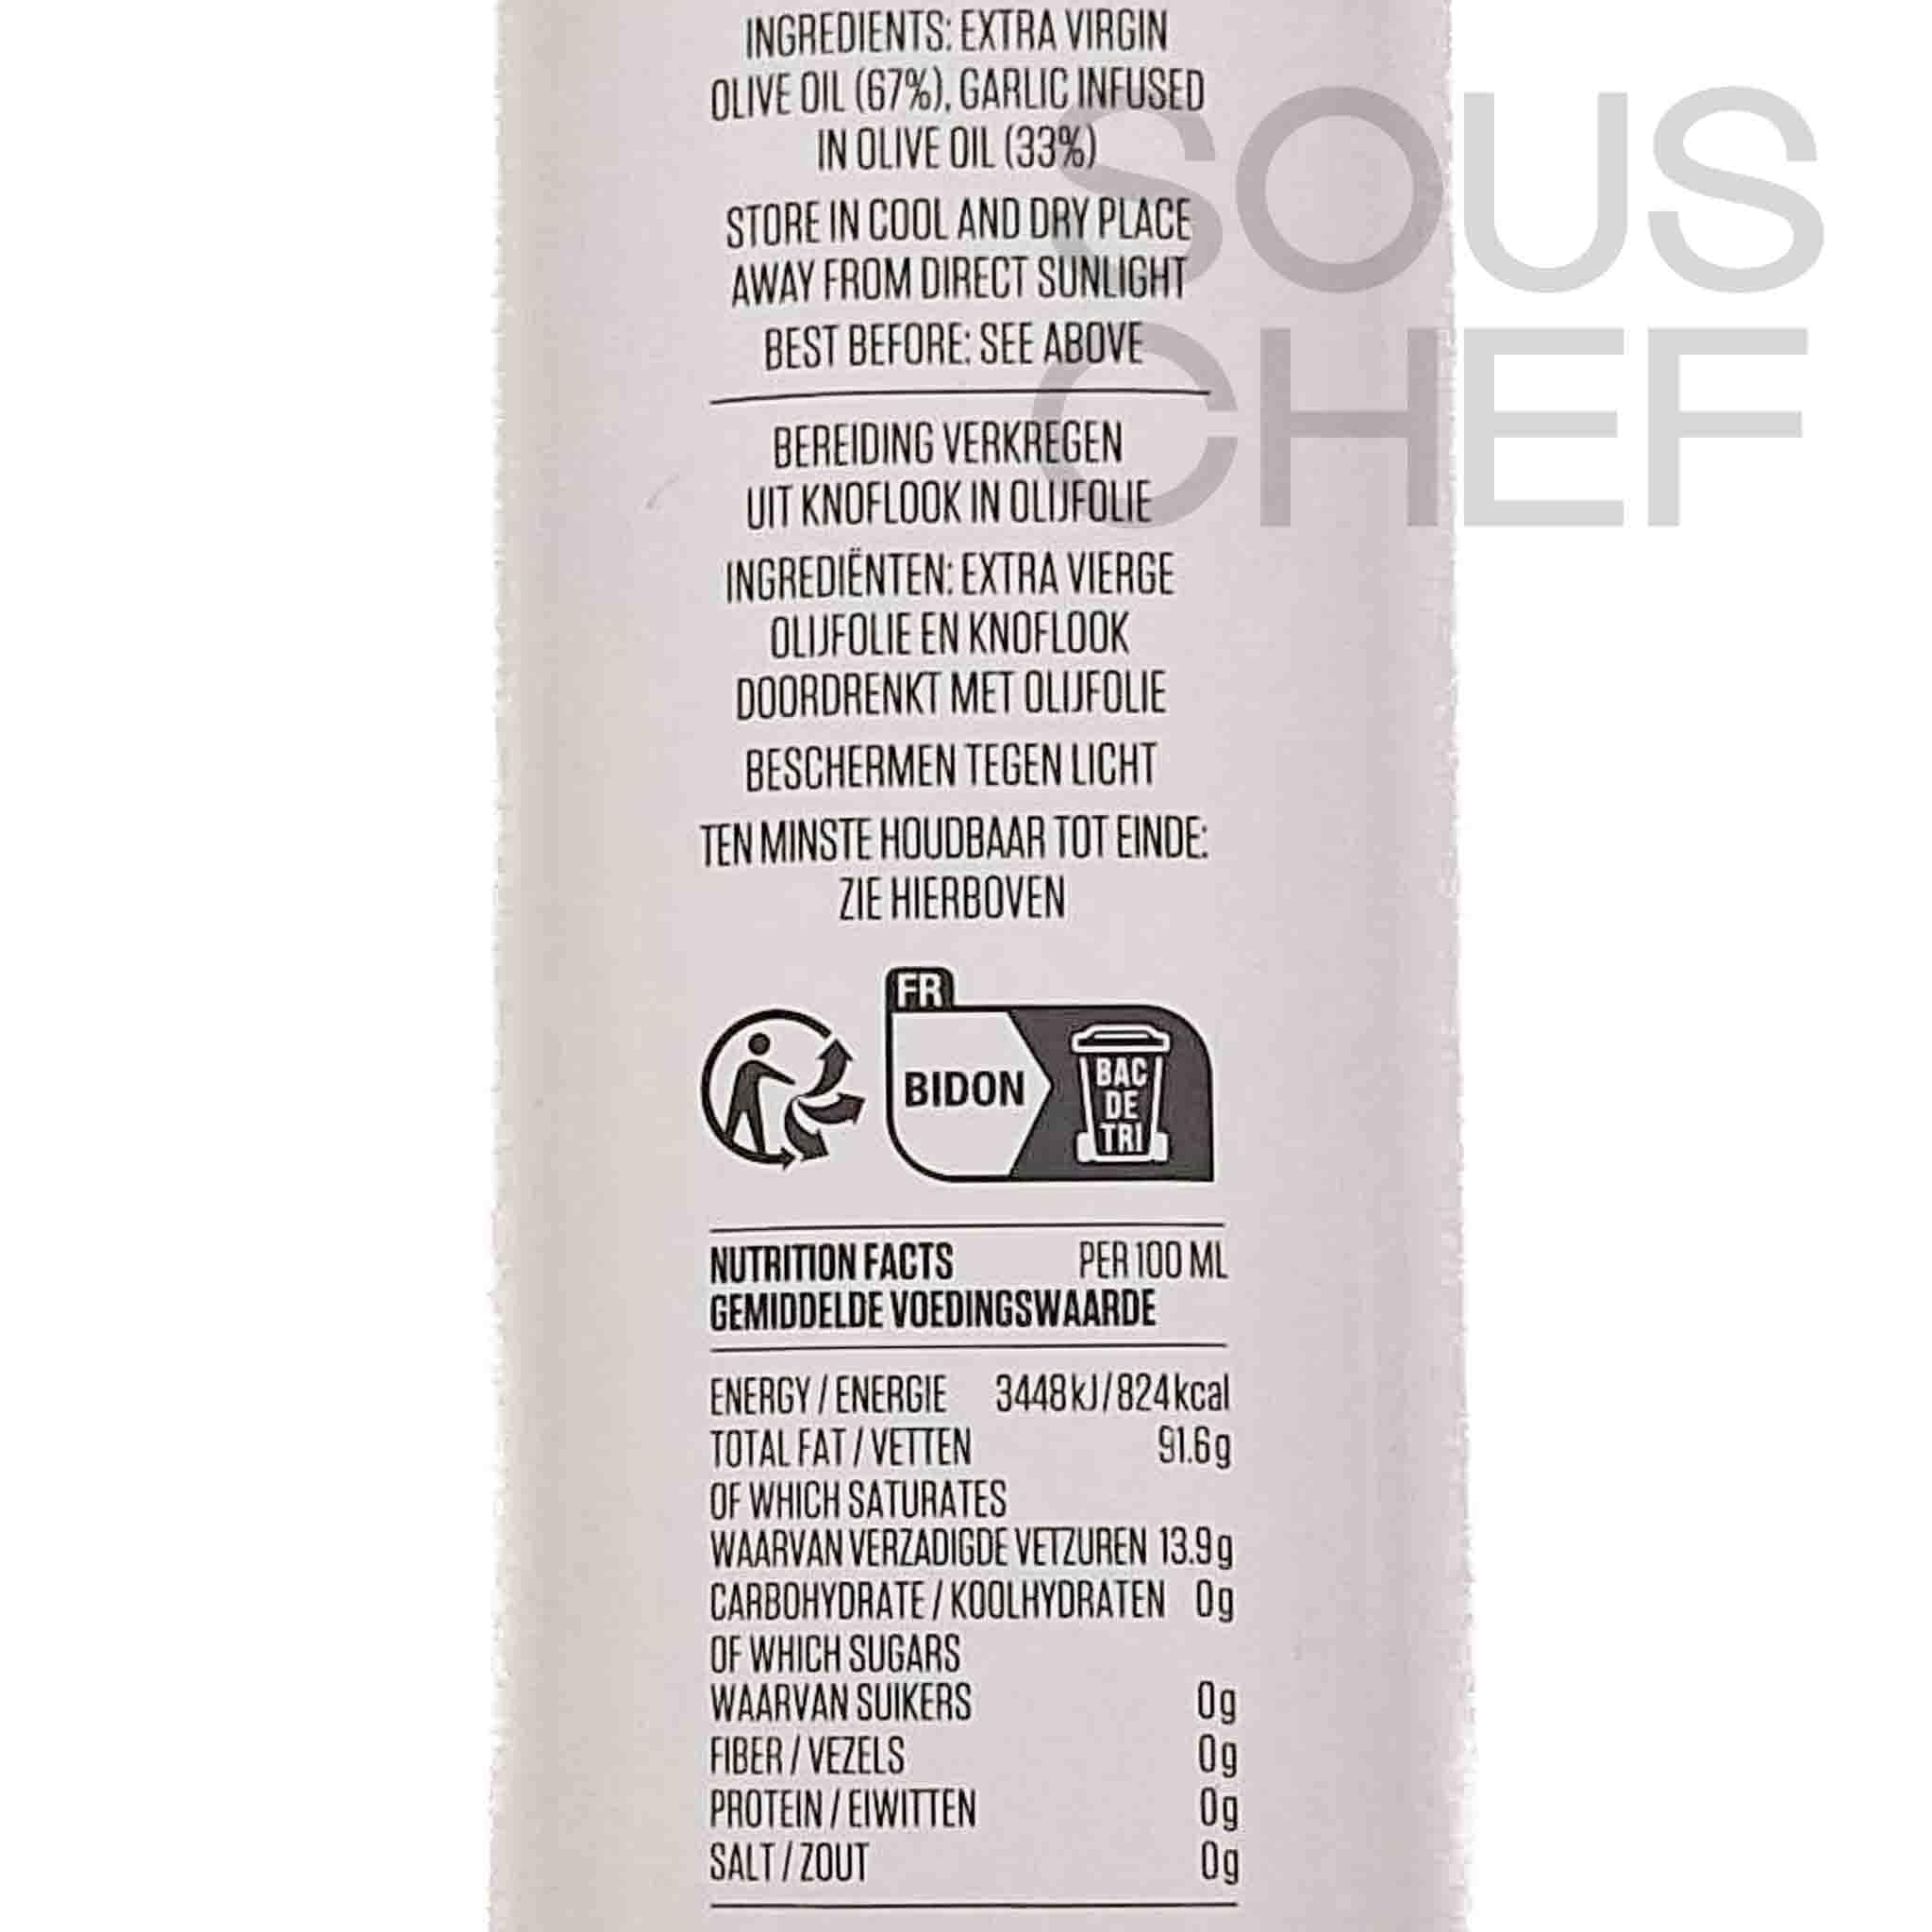 INGREDIENTS: EXTRA VIRGIN
OLIVE OIL (67%), GARLIC INFUSED
IN OLIVE OIL (33%)
STORE IN COOL AND DRY PLACE
AWAY FROM DIRECT SUNLIGHT
BEST BEFORE: SEE ABOVE
SOUS
CHEF
BEREIDING VERKREGEN
UIT KNOFLOOK IN OLIJFOLIE
INGREDIËNTEN: EXTRA VIERGE
OLIJFOLIE EN KNOFLOOK
DOORDRENKT MET OLIJFOLIE
BESCHERMEN TEGEN LICHT
TEN MINSTE HOUDBAAR TOT EINDE:
ZIE HIERBOVEN
FR
BIDON
BAC
DE
TRI
NUTRITION FACTS PER 100 ML
GEMIDDELDE VOEDINGSWAARDE
ENERGY / ENERGIE 3448 kJ / 824 kcal
TOTAL FAT / VETTEN 91.6 g
OF WHICH SATURATES
WAARVAN VERZADIGDE VETZUREN 13.9 g
CARBOHYDRATE / KOOLHYDRATEN 0g
OF WHICH SUGARS
WAARVAN SUIKERS 0g
FIBER / VEZELS 0g
PROTEIN / EIWITTEN 0g
SALT / ZOUT 0g